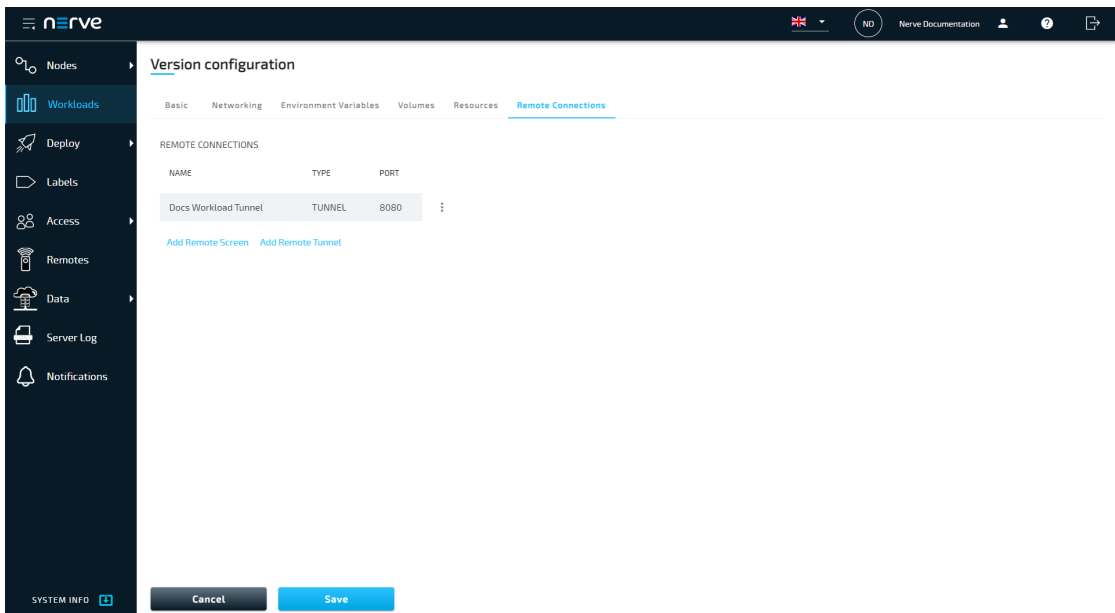 nerve
ND
Nerve Documentation
?
Nodes
Workloads
Deploy
Labels
Access
Remotes
Data
Server Log
Notifications
SYSTEM INFO
Version configuration
Basic Networking Environment Variables Volumes Resources Remote Connections
REMOTE CONNECTIONS
NAME TYPE PORT
Docs Workload Tunnel TUNNEL 8080
Add Remote Screen Add Remote Tunnel
Cancel Save